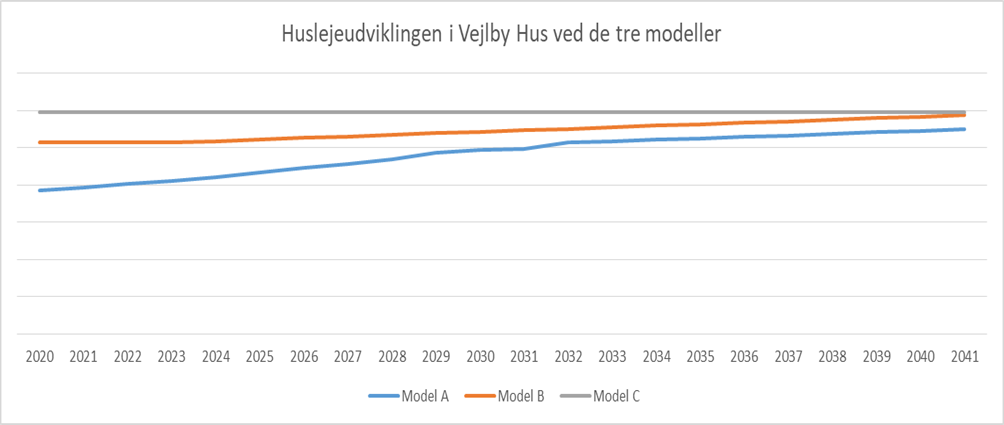 Huslejeudviklingen i Vejlby Hus ved de tre modeller
2020 2021 2022 2023 2024 2025 2026 2027 2028 2029 2030 2031 2032 2033 2034 2035 2036 2037 2038 2039 2040 2041
Model A Model B Model C